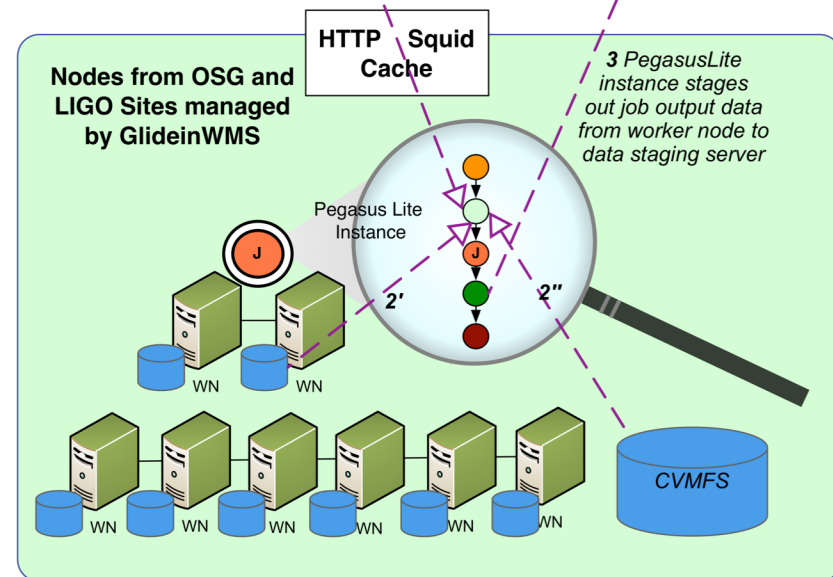 HTTP Squid
Cache
Nodes from OSG and
LIGO Sites managed
by GlideinWMS
3 PegasusLite
instance stages
out job output data
from worker node to
data staging server
Pegasus Lite
Instance
J
J
2'
2''
WN
WN
CVMFS
WN
WN
WN
WN
WN
WN